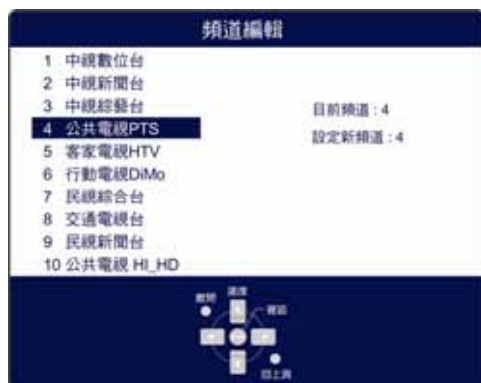 頻道編輯
1 中視數位台
2 中視新聞台
3 中視綜藝台
4 公共電視PTS
5 客家電視HTV
6 行動電視DiMo
7 民視綜合台
8 交通電視台
9 民視新聞台
10 公共電視 HI_HD
目前頻道 : 4
設定新頻道 : 4
離開
選擇
確認
回上頁